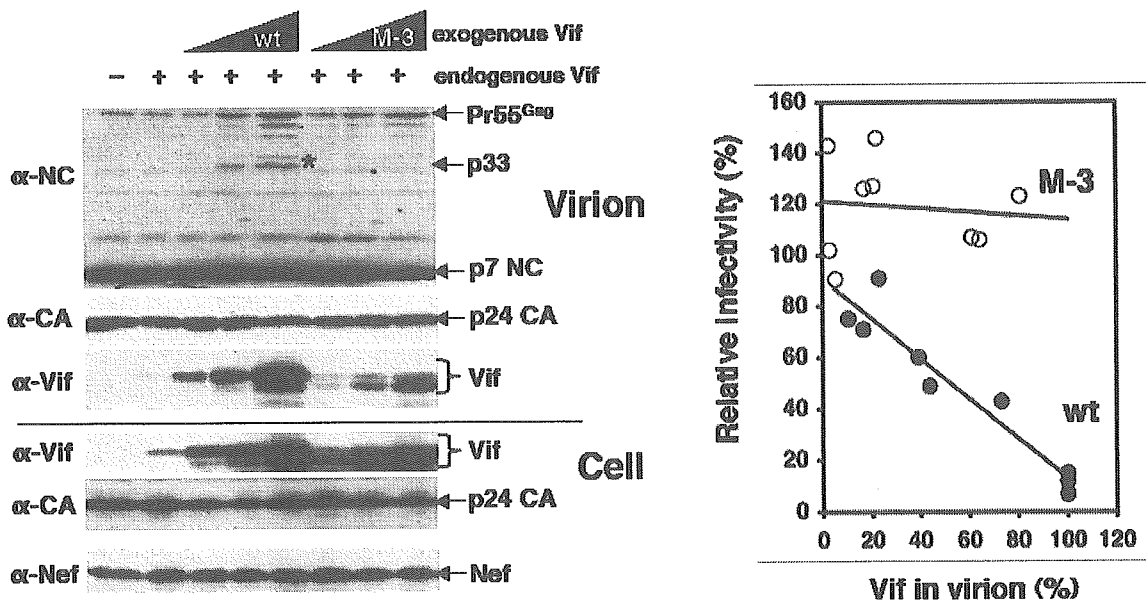 wt M-3 exogenous Vif
– + + + + + + + endogenous Vif
α-NC
Pr55Gag
p33
*
Virion
p7 NC
α-CA
p24 CA
α-Vif
Vif
α-Vif
Vif
Cell
α-CA
p24 CA
α-Nef
Nef
Relative Infectivity (%)
160
140
120
100
80
60
40
20
0
M-3
wt
0 20 40 60 80 100 120
Vif in virion (%)